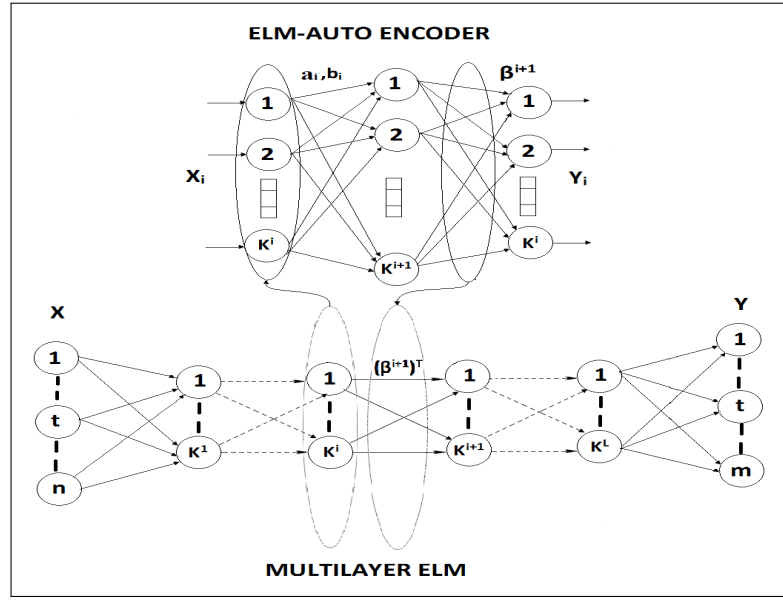 ELM-AUTO ENCODER
aᵢ,bᵢ
βⁱ⁺¹
1 1 1
2 2 2
Xᵢ Yᵢ
Kⁱ Kⁱ⁺¹ Kⁱ
X Y
1 1 1 (βⁱ⁺¹)ᵀ 1 1 1
t t
n K¹ Kⁱ Kⁱ⁺¹ Kᴸ m
MULTILAYER ELM